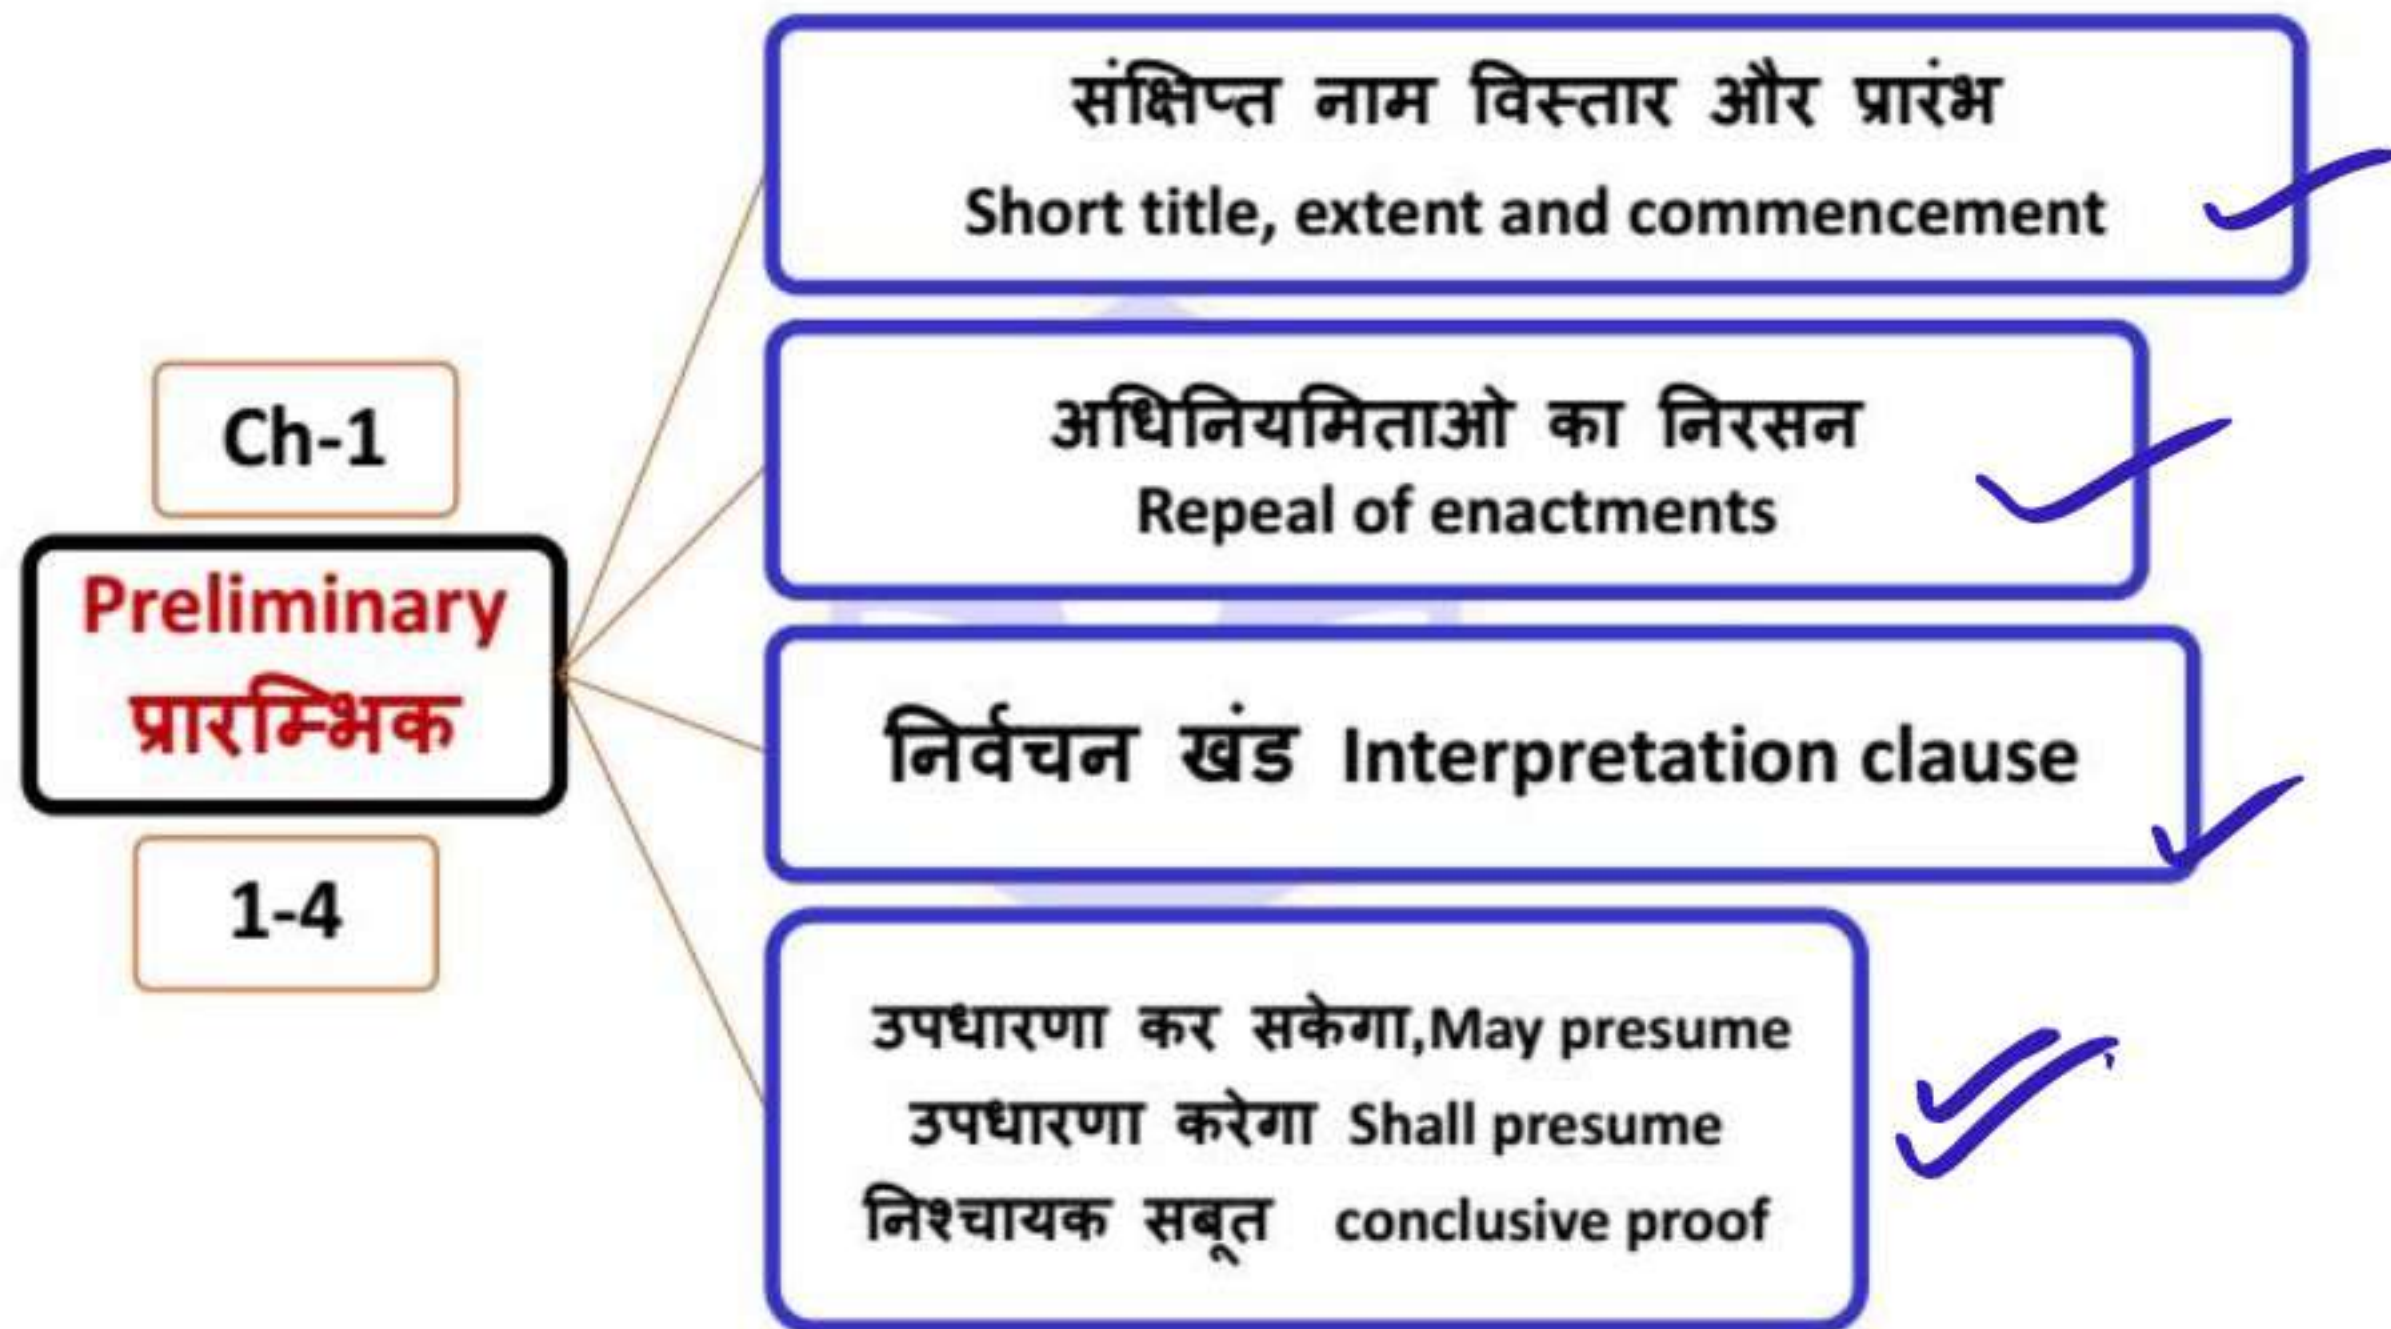 Ch-1
Preliminary
प्रारम्भिक
1-4
संक्षिप्त नाम विस्तार और प्रारंभ
Short title, extent and commencement
अधिनियमिताओ का निरसन
Repeal of enactments
निर्वचन खंड Interpretation clause
उपधारणा कर सकेगा,May presume
उपधारणा करेगा Shall presume
निश्चायक सबूत conclusive proof